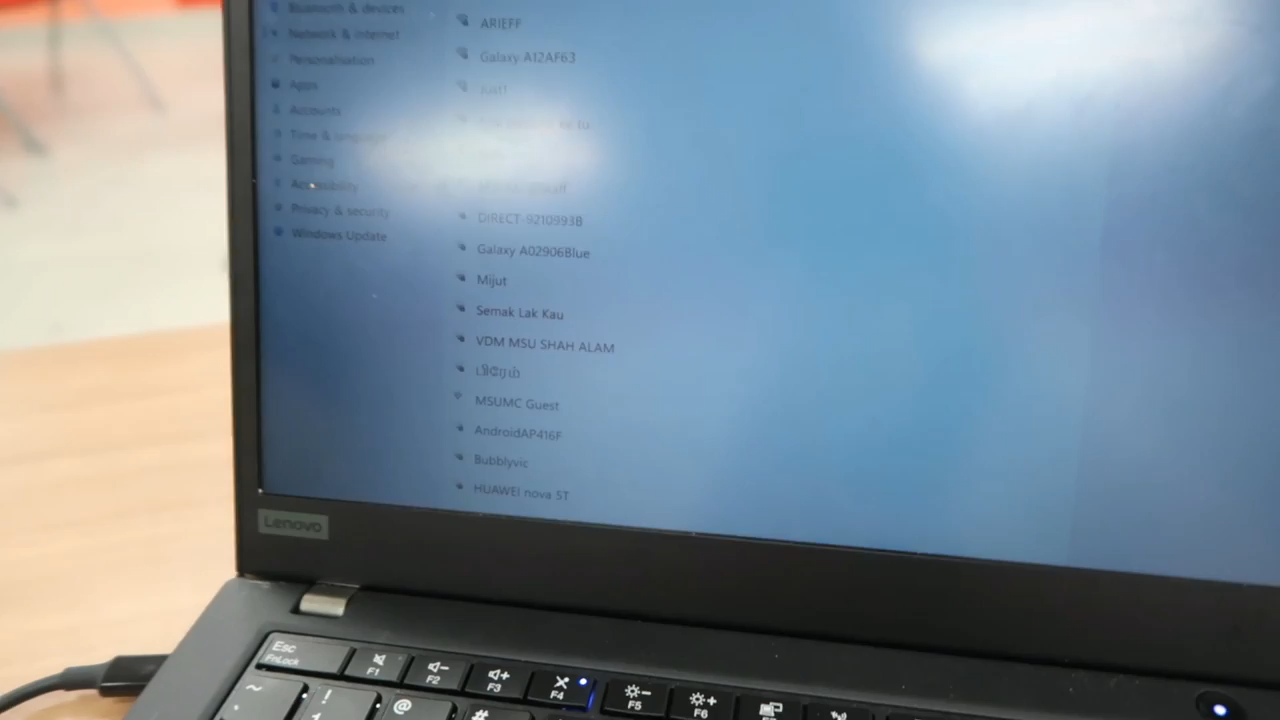 Bluetooth & devices
Network & internet
Personalisation
Apps
Accounts
Time & language
Gaming
Accessibility
Privacy & security
Windows Update
ARIEFF
Galaxy A12AF63
DIRECT-9210993B
Galaxy A02906Blue
Mijut
Semak Lak Kau
VDM MSU SHAH ALAM
பிரேம்
MSUMC Guest
AndroidAP416F
Bubblyvic
HUAWEI nova 5T
Lenovo
Esc
FnLock
F1
F2
F3
F4
F5
F6
~
!
@
#